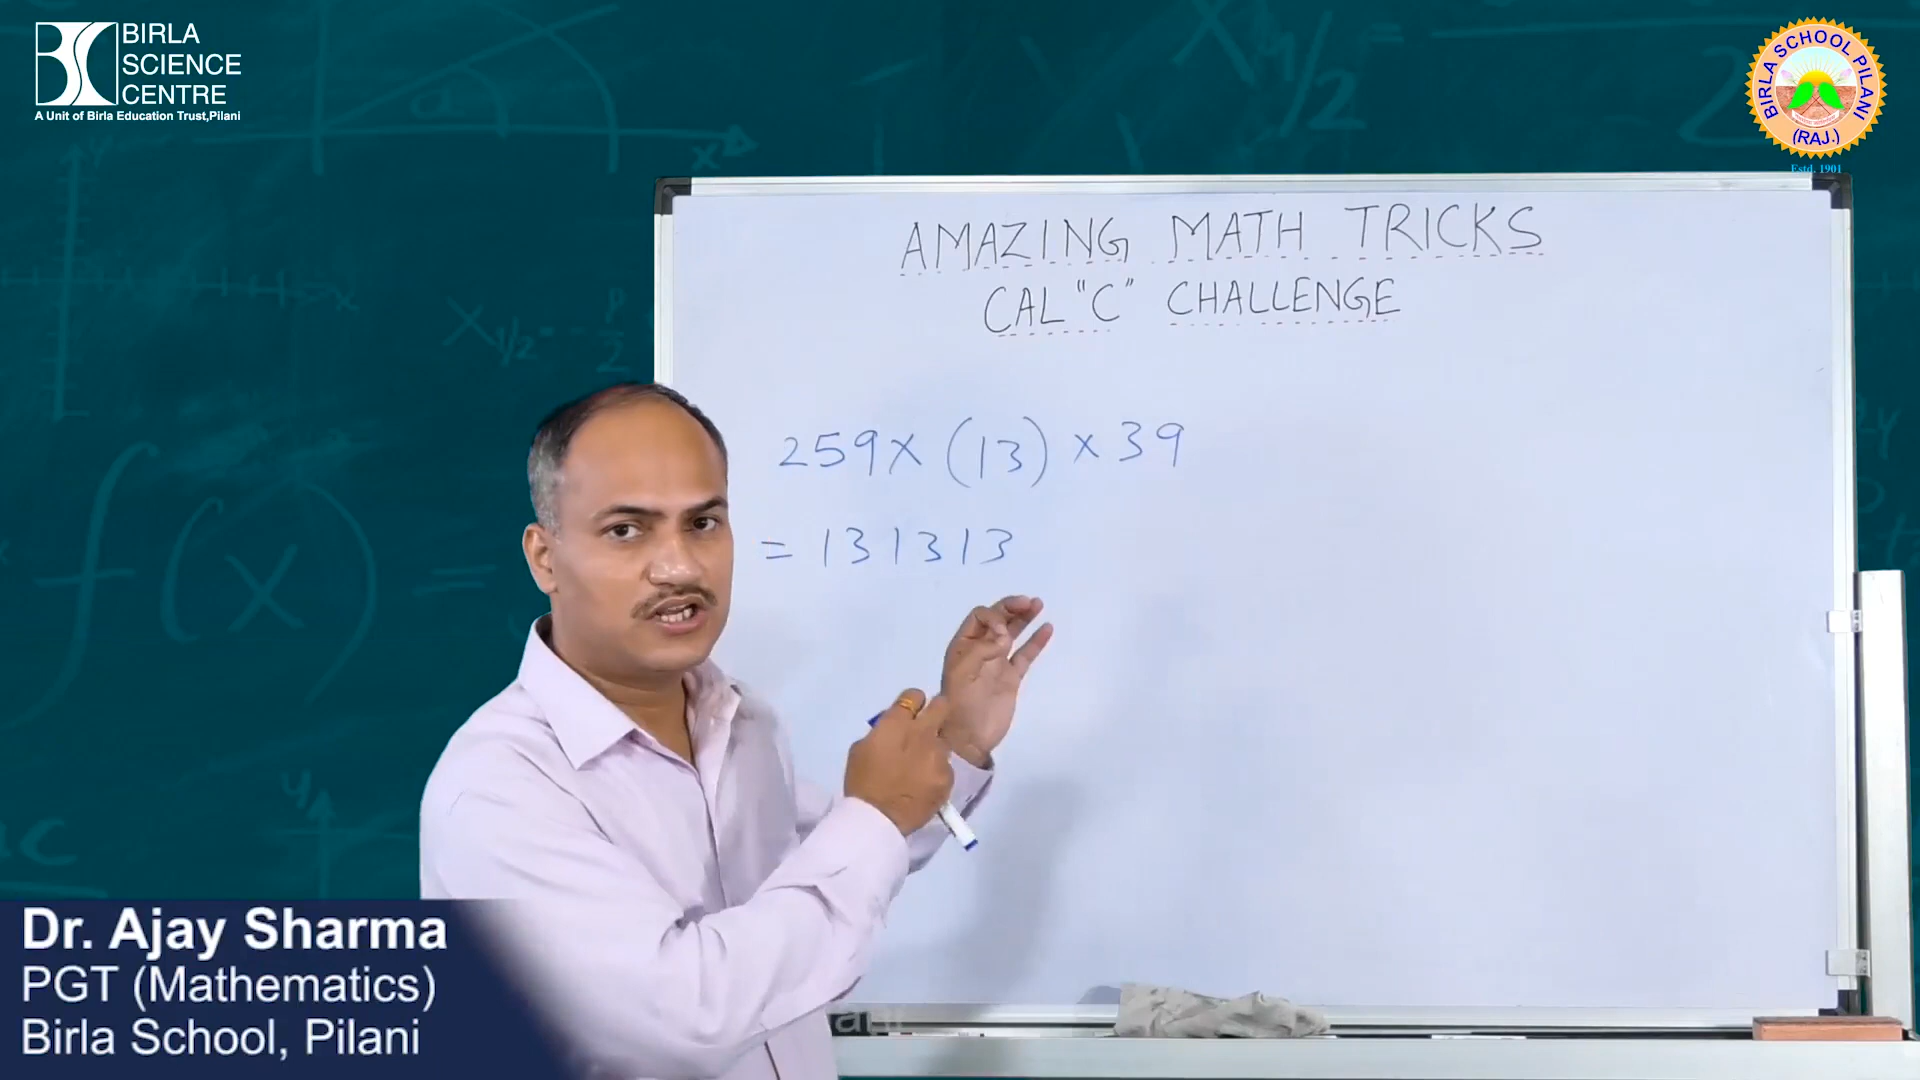 BIRLA
SCIENCE
CENTRE
A Unit of Birla Education Trust,Pilani
BIRLA SCHOOL PILANI
(RAJ.)
Estd. 1901
AMAZING MATH TRICKS
CAL "C" CHALLENGE
259 x (13) x 39
= 131313
Dr. Ajay Sharma
PGT (Mathematics)
Birla School, Pilani